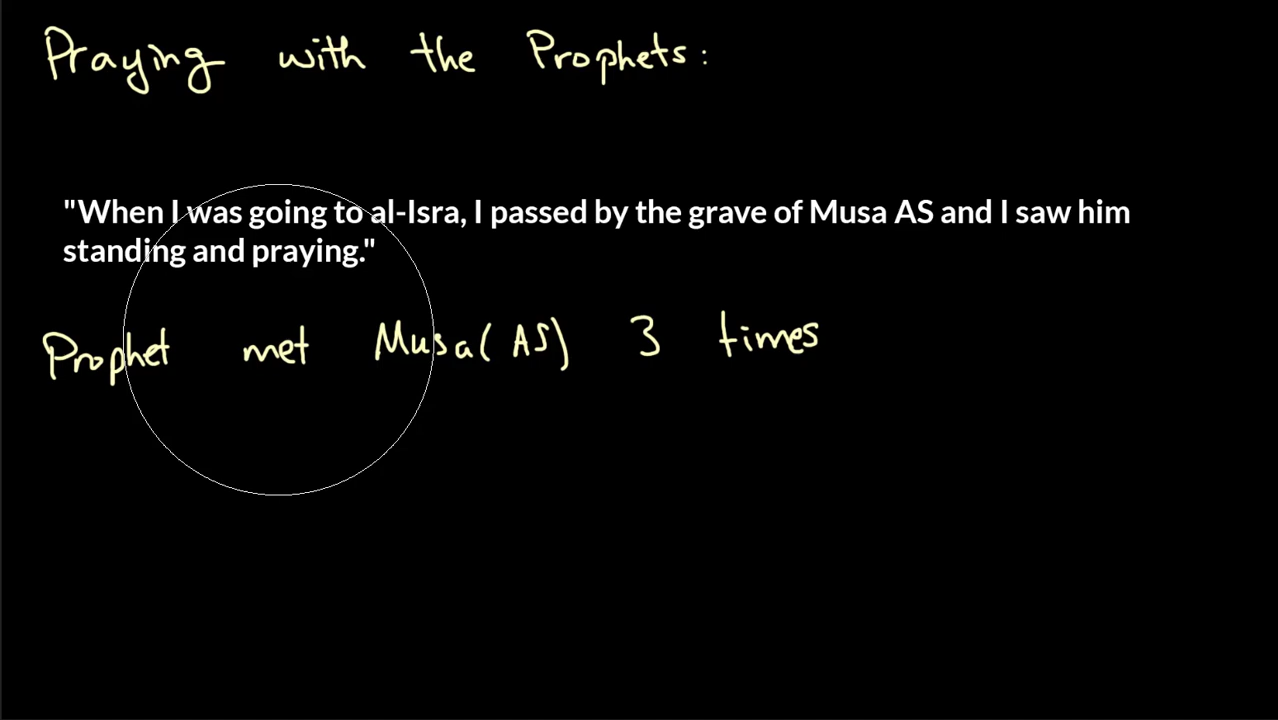 Praying with the Prophets:
"When I was going to al-Isra, I passed by the grave of Musa AS and I saw him
standing and praying."
Prophet met Musa(AS) 3 times